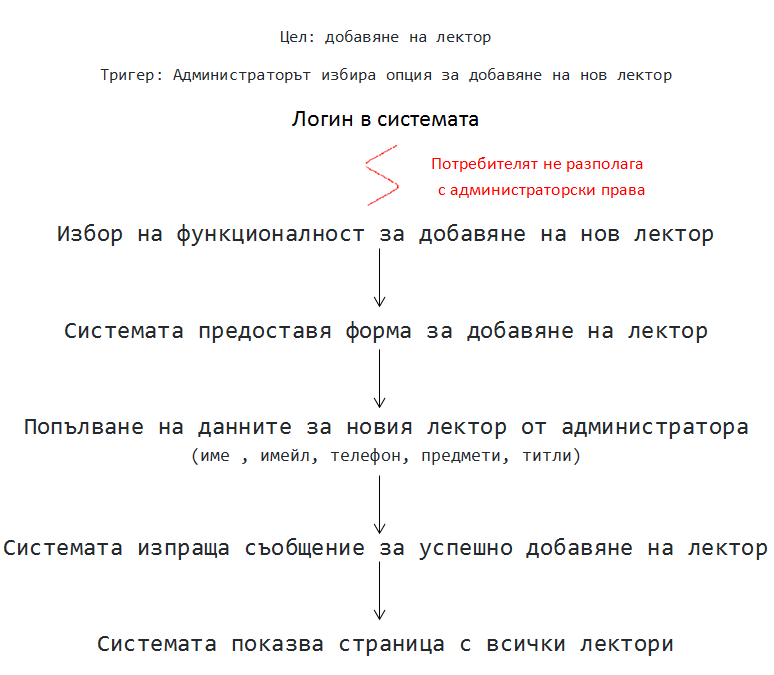 Цел: добавяне на лектор
Тригер: Администраторът избира опция за добавяне на нов лектор
Логин в системата
Потребителят не разполага
с администраторски права
Избор на функционалност за добавяне на нов лектор
Системата предоставя форма за добавяне на лектор
Попълване на данните за новия лектор от администратора
(име , имейл, телефон, предмети, титли)
Системата изпраща съобщение за успешно добавяне на лектор
Системата показва страница с всички лектори